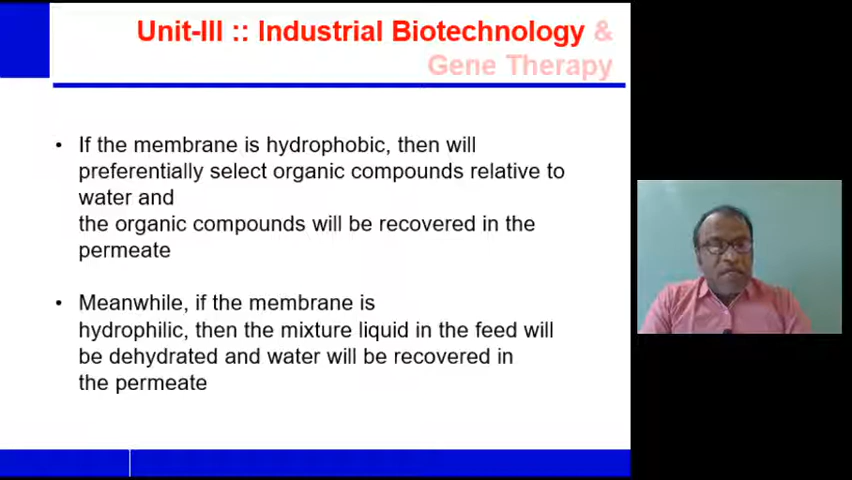 Unit-III :: Industrial Biotechnology &
Gene Therapy
• If the membrane is hydrophobic, then will
preferentially select organic compounds relative to
water and
the organic compounds will be recovered in the
permeate
• Meanwhile, if the membrane is
hydrophilic, then the mixture liquid in the feed will
be dehydrated and water will be recovered in
the permeate